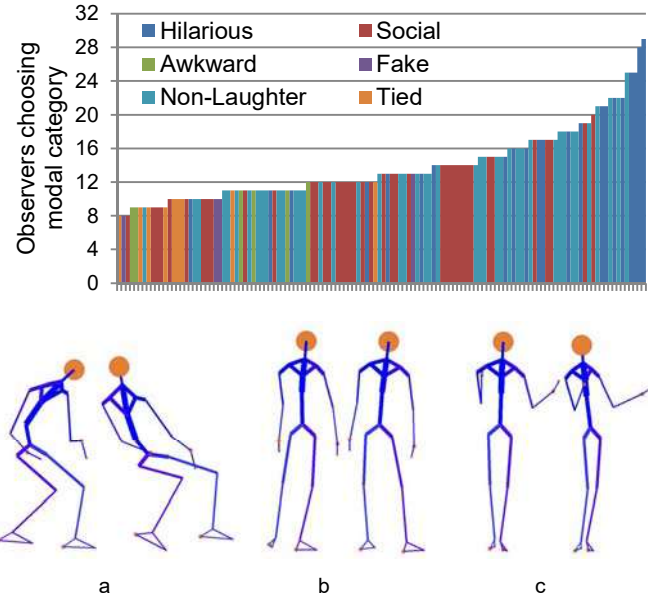 Observers choosing
modal category
32
28
24
20
16
12
8
4
0
Hilarious Social
Awkward Fake
Non-Laughter Tied
a b c